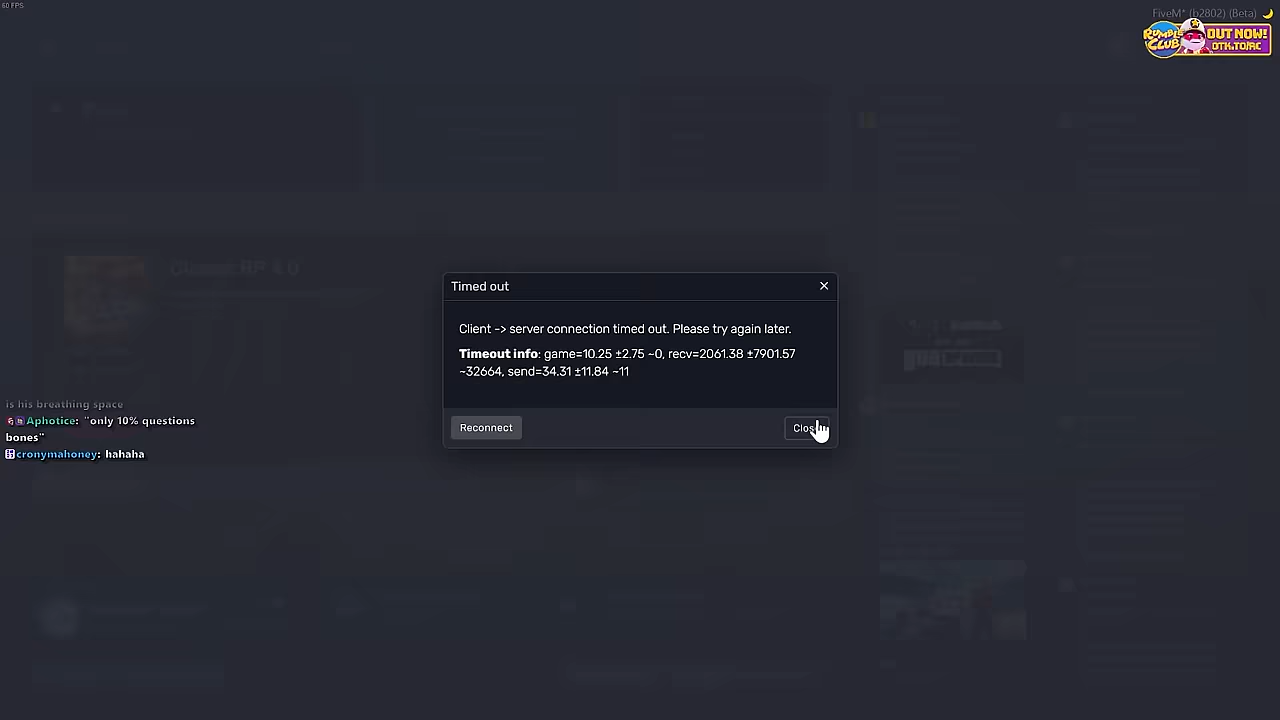 60 FPS
FiveM* (b2802) (Beta)
RUMBLE CLUB
OUT NOW!
OTK.TO/RC
Timed out
Client -> server connection timed out. Please try again later.
Timeout info: game=10.25 ±2.75 ~0, recv=2061.38 ±7901.57
~32664, send=34.31 ±11.84 ~11
is his breathing space
Aphotice: "only 10% questions
bones"
cronymahoney: hahaha
Reconnect